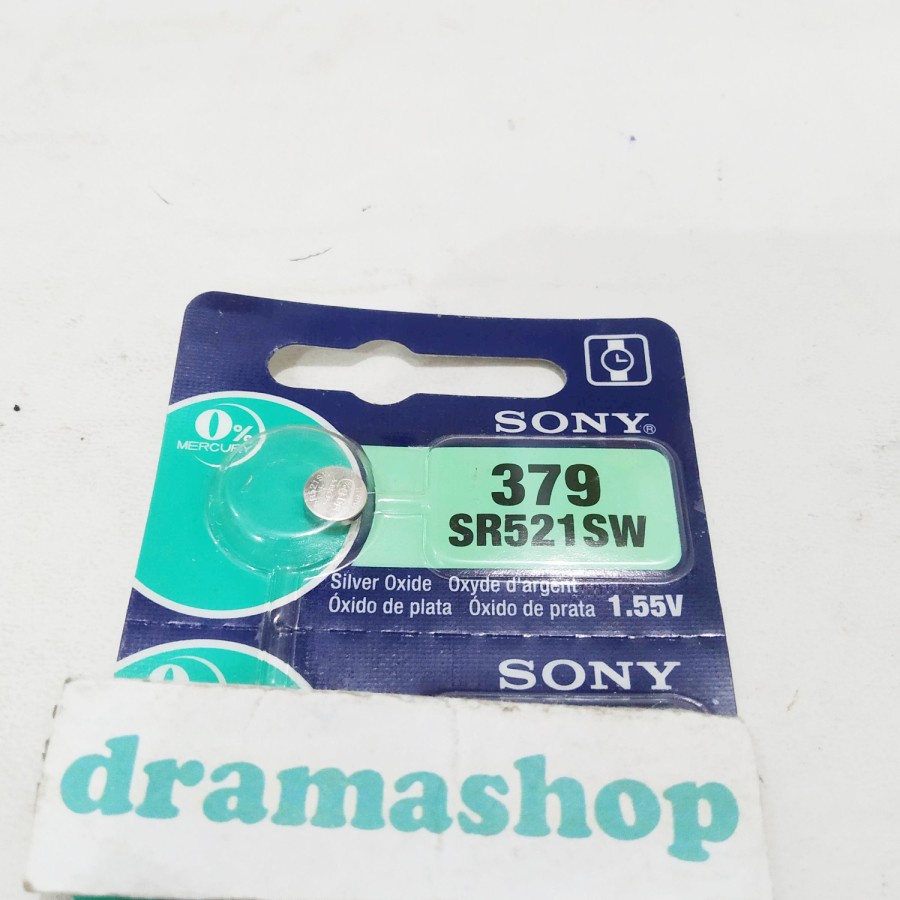 0%
MERCURY
SONY®
379
SR521SW
Silver Oxide Oxyde d'argent
Óxido de plata Óxido de prata 1.55V
SONY
dramashop